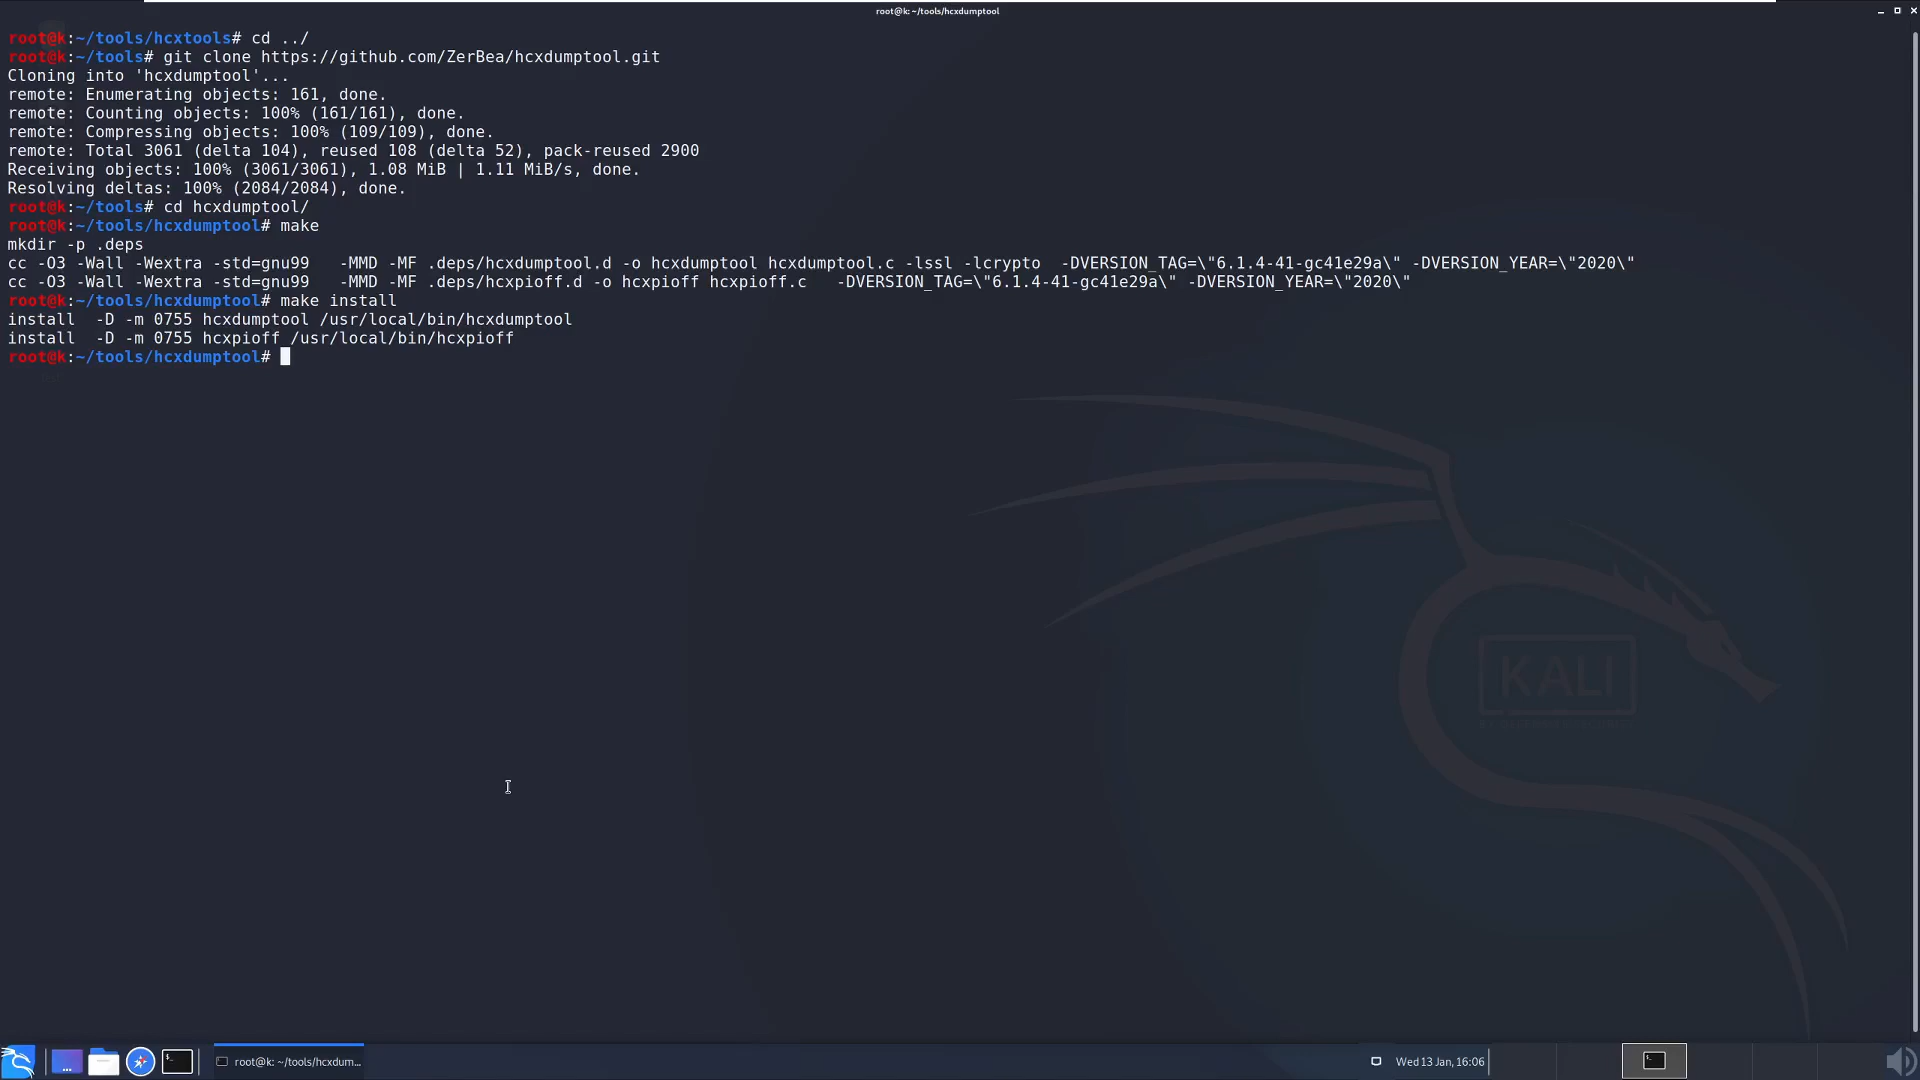 root@k: ~/tools/hcxdumptool
root@k:~/tools/hcxtools# cd ../
root@k:~/tools# git clone https://github.com/ZerBea/hcxdumptool.git
Cloning into 'hcxdumptool'...
remote: Enumerating objects: 161, done.
remote: Counting objects: 100% (161/161), done.
remote: Compressing objects: 100% (109/109), done.
remote: Total 3061 (delta 104), reused 108 (delta 52), pack-reused 2900
Receiving objects: 100% (3061/3061), 1.08 MiB | 1.11 MiB/s, done.
Resolving deltas: 100% (2084/2084), done.
root@k:~/tools# cd hcxdumptool/
root@k:~/tools/hcxdumptool# make
mkdir -p .deps
cc -O3 -Wall -Wextra -std=gnu99   -MMD -MF .deps/hcxdumptool.d -o hcxdumptool hcxdumptool.c -lssl -lcrypto  -DVERSION_TAG=\"6.1.4-41-gc41e29a\" -DVERSION_YEAR=\"2020\"
cc -O3 -Wall -Wextra -std=gnu99   -MMD -MF .deps/hcxpioff.d -o hcxpioff hcxpioff.c   -DVERSION_TAG=\"6.1.4-41-gc41e29a\" -DVERSION_YEAR=\"2020\"
root@k:~/tools/hcxdumptool# make install
install  -D -m 0755 hcxdumptool /usr/local/bin/hcxdumptool
install  -D -m 0755 hcxpioff /usr/local/bin/hcxpioff
root@k:~/tools/hcxdumptool#
KALI
root@k: ~/tools/hcxdum...
Wed 13 Jan, 16:06